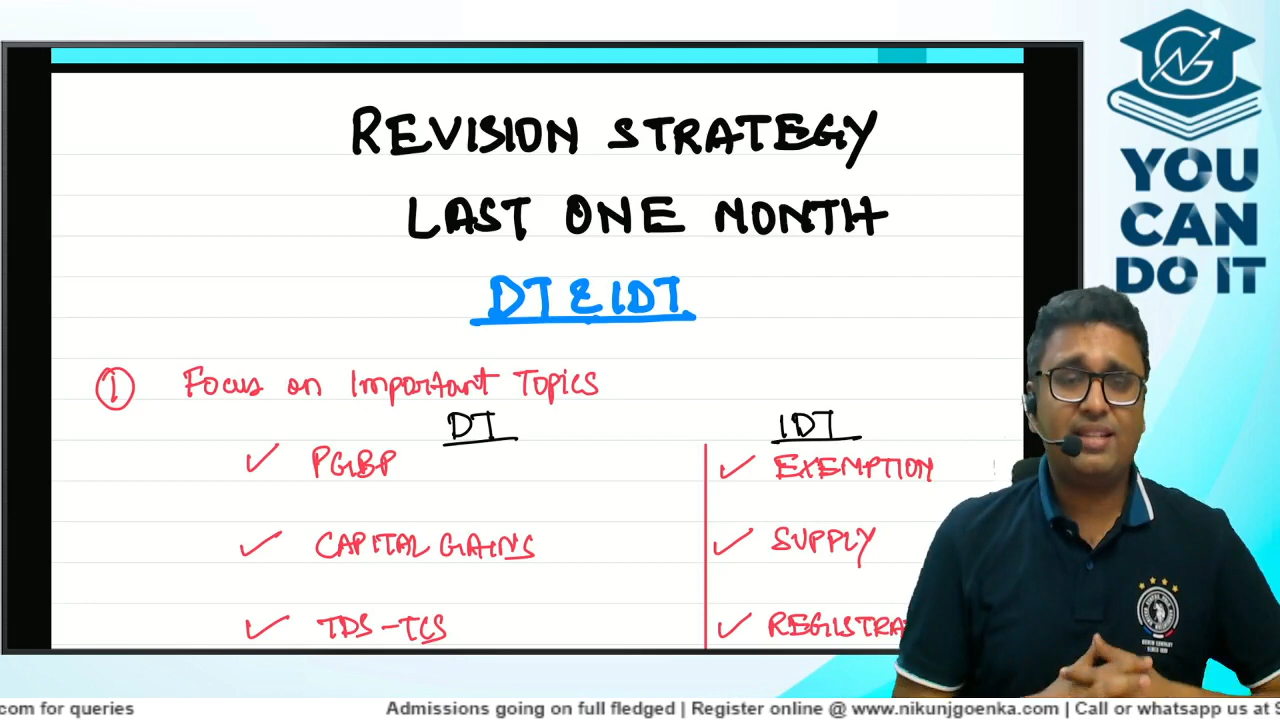 REVISION STRATEGY
LAST ONE MONTH
DT & IDT
① Focus on Important Topics
DT
IDT
✓ PGBP
✓ EXEMPTION
✓ CAPITAL GAINS
✓ SUPPLY
✓ TDS-TCS
✓ REGISTRA
YOU
CAN
DO IT
com for queries
Admissions going on full fledged | Register online @ www.nikunjgoenka.com | Call or whatsapp us at